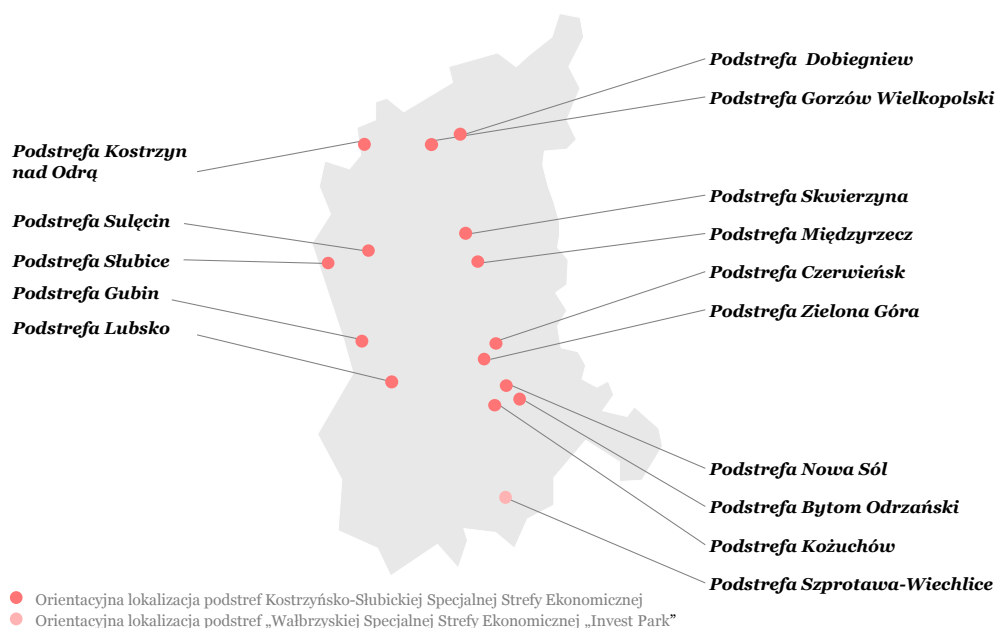 Podstrefa Dobiegniew
Podstrefa Gorzów Wielkopolski
Podstrefa Kostrzyn
nad Odrą
Podstrefa Sulęcin
Podstrefa Słubice
Podstrefa Gubin
Podstrefa Lubsko
Podstrefa Skwierzyna
Podstrefa Międzyrzecz
Podstrefa Czerwieńsk
Podstrefa Zielona Góra
Podstrefa Nowa Sól
Podstrefa Bytom Odrzański
Podstrefa Kożuchów
Podstrefa Szprotawa-Wiechlice
Orientacyjna lokalizacja podstref Kostrzyńsko-Słubickiej Specjalnej Strefy Ekonomicznej
Orientacyjna lokalizacja podstref „Wałbrzyskiej Specjalnej Strefy Ekonomicznej „Invest Park”